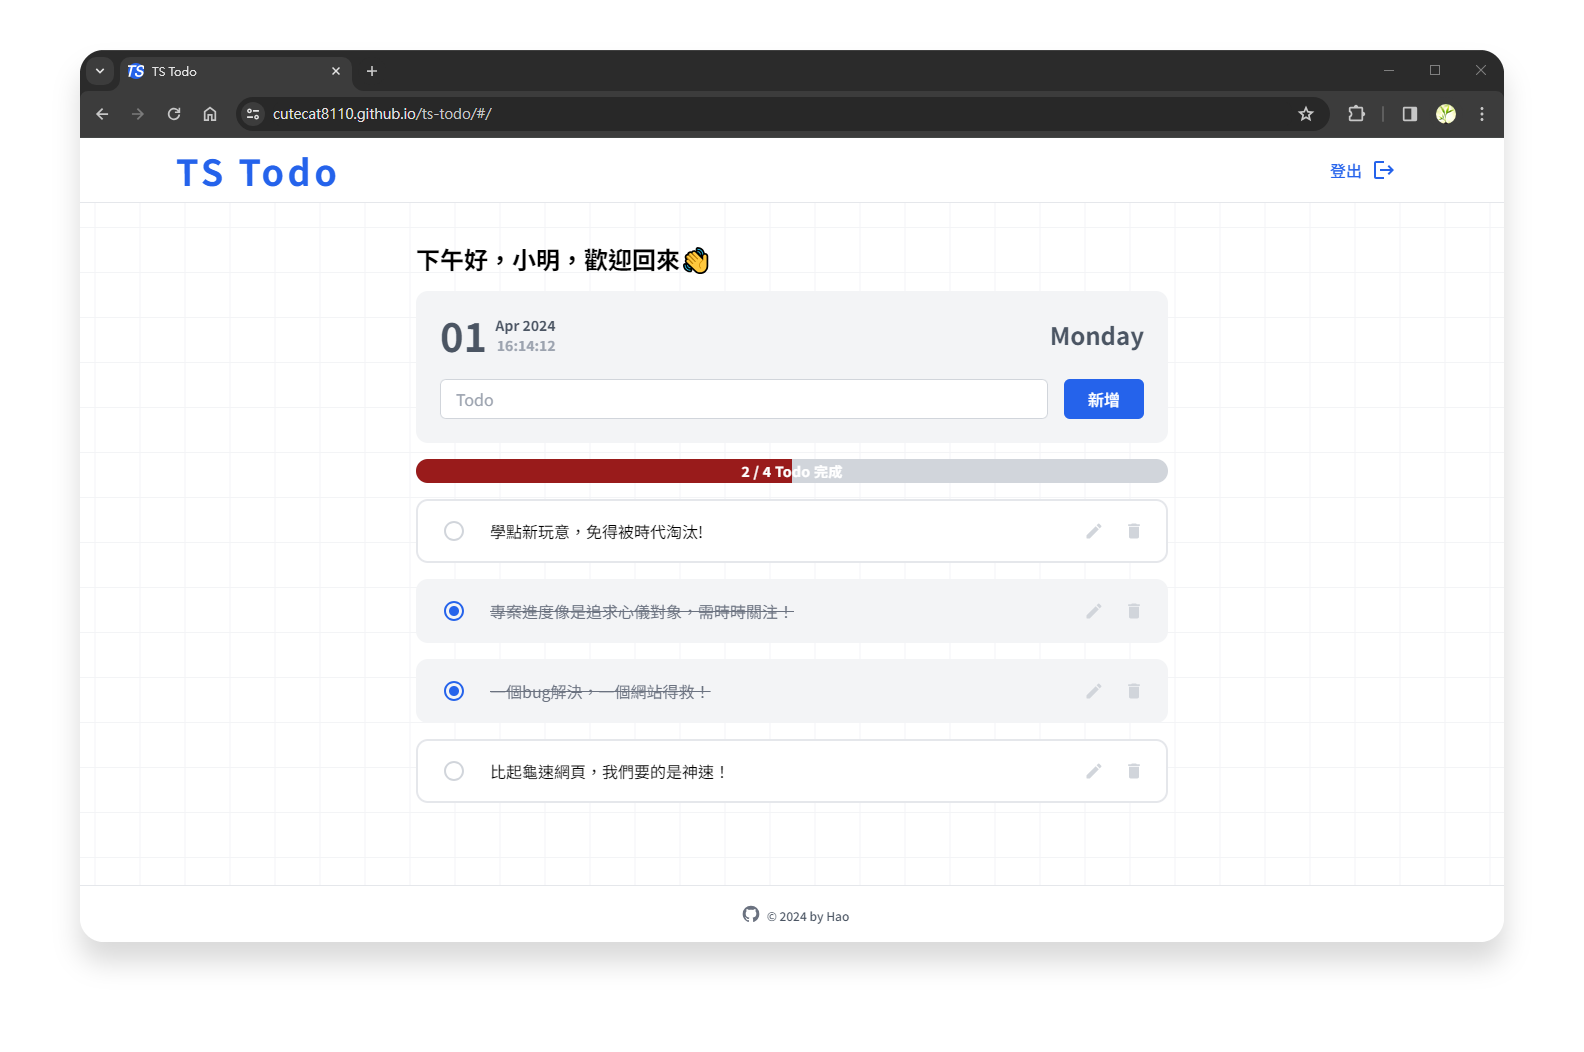 TS TS Todo
cutecat8110.github.io/ts-todo/#/
TS Todo
登出
下午好，小明，歡迎回來👋
01
Apr 2024
16:14:12
Monday
Todo
新增
2 / 4 Todo 完成
學點新玩意，免得被時代淘汰!
專案進度像是追求心儀對象，需時時關注！
一個bug解決，一個網站得救！
比起龜速網頁，我們要的是神速！
© 2024 by Hao